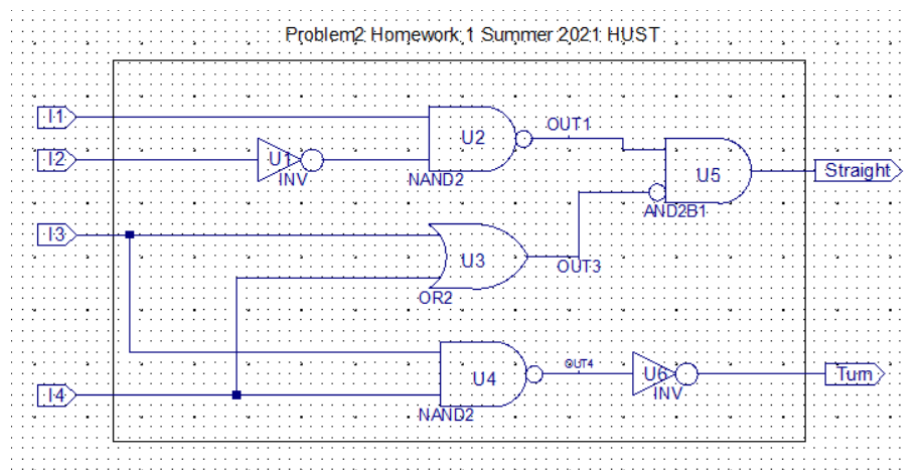 Problem2 Homework 1 Summer 2021 HUST
I1
U2
OUT1
I2
U1
INV
NAND2
U5
Straight
AND2B1
I3
U3
OUT3
OR2
U4
OUT4
U6
Turn
I4
NAND2
INV